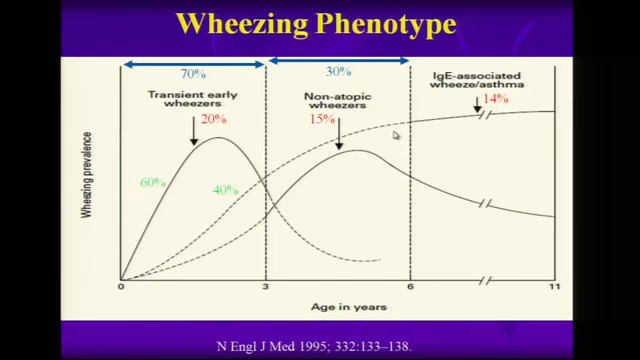 Wheezing Phenotype
70%
30%
IgE-associated
wheeze/asthma
14%
Transient early
wheezers
20%
Non-atopic
wheezers
15%
Wheezing prevalence
60%
40%
0
3
6
11
Age in years
N Engl J Med 1995; 332:133–138.